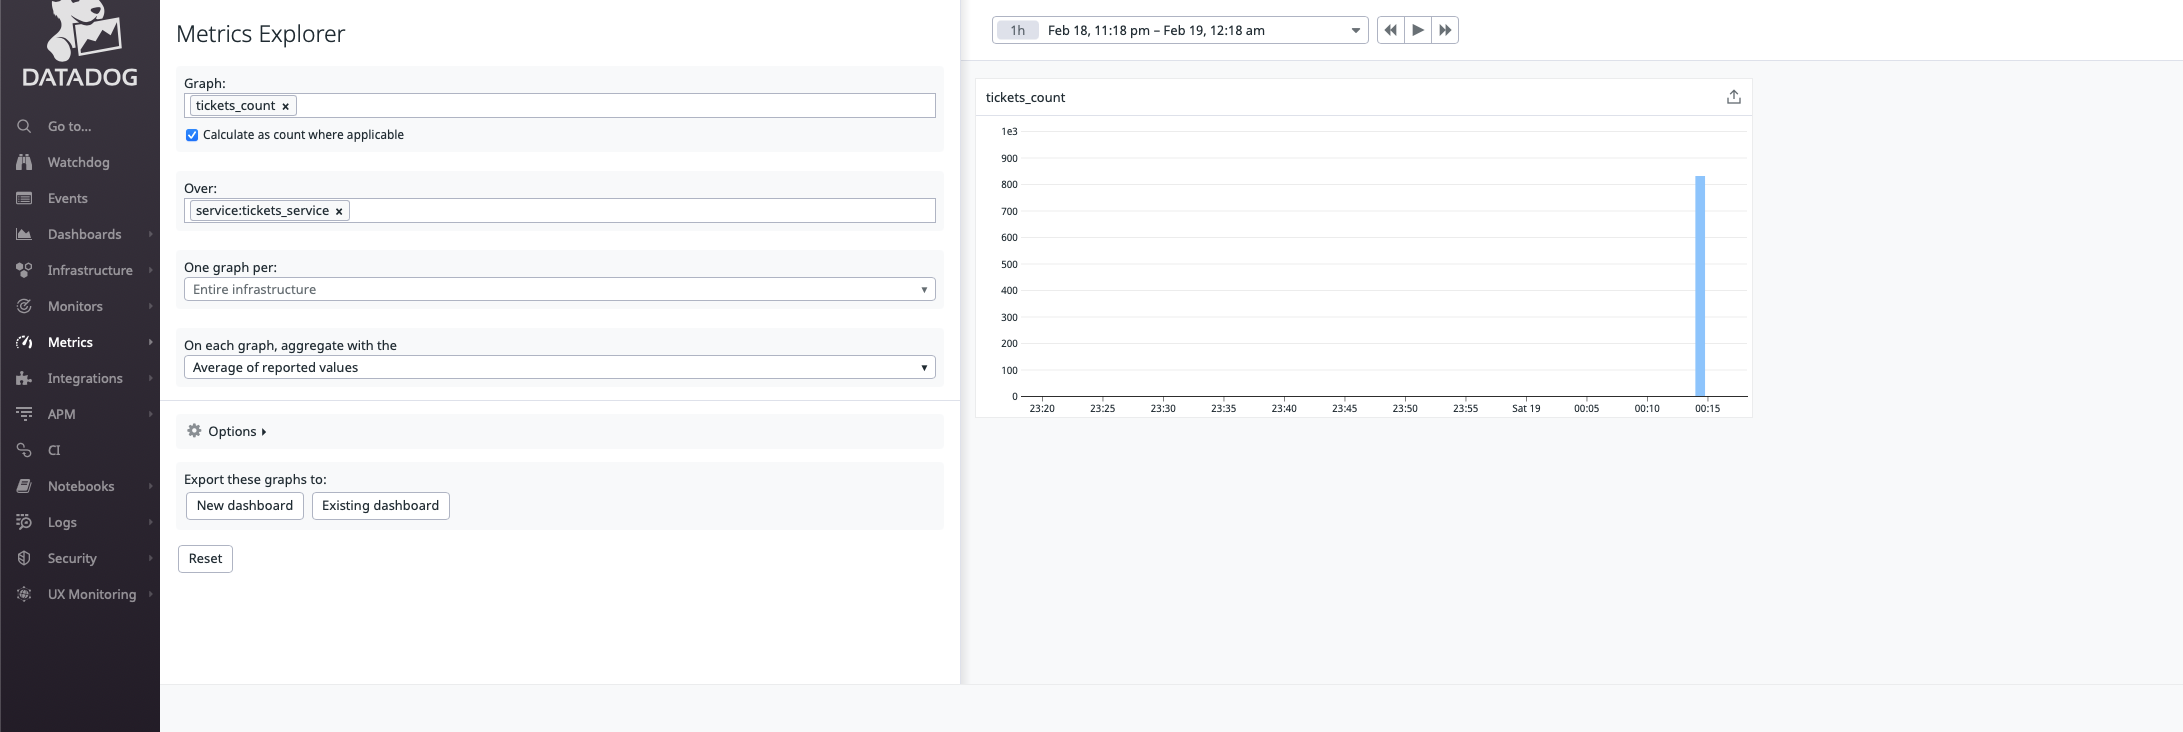 DATADOG
Go to...
Watchdog
Events
Dashboards
Infrastructure
Monitors
Metrics
Integrations
APM
CI
Notebooks
Logs
Security
UX Monitoring
Metrics Explorer
Graph:
tickets_count ×
Calculate as count where applicable
Over:
service:tickets_service ×
One graph per:
Entire infrastructure
On each graph, aggregate with the
Average of reported values
Options
Export these graphs to:
New dashboard Existing dashboard
Reset
1h Feb 18, 11:18 pm – Feb 19, 12:18 am
tickets_count
1e3
900
800
700
600
500
400
300
200
100
0
23:20 23:25 23:30 23:35 23:40 23:45 23:50 23:55 Sat 19 00:05 00:10 00:15